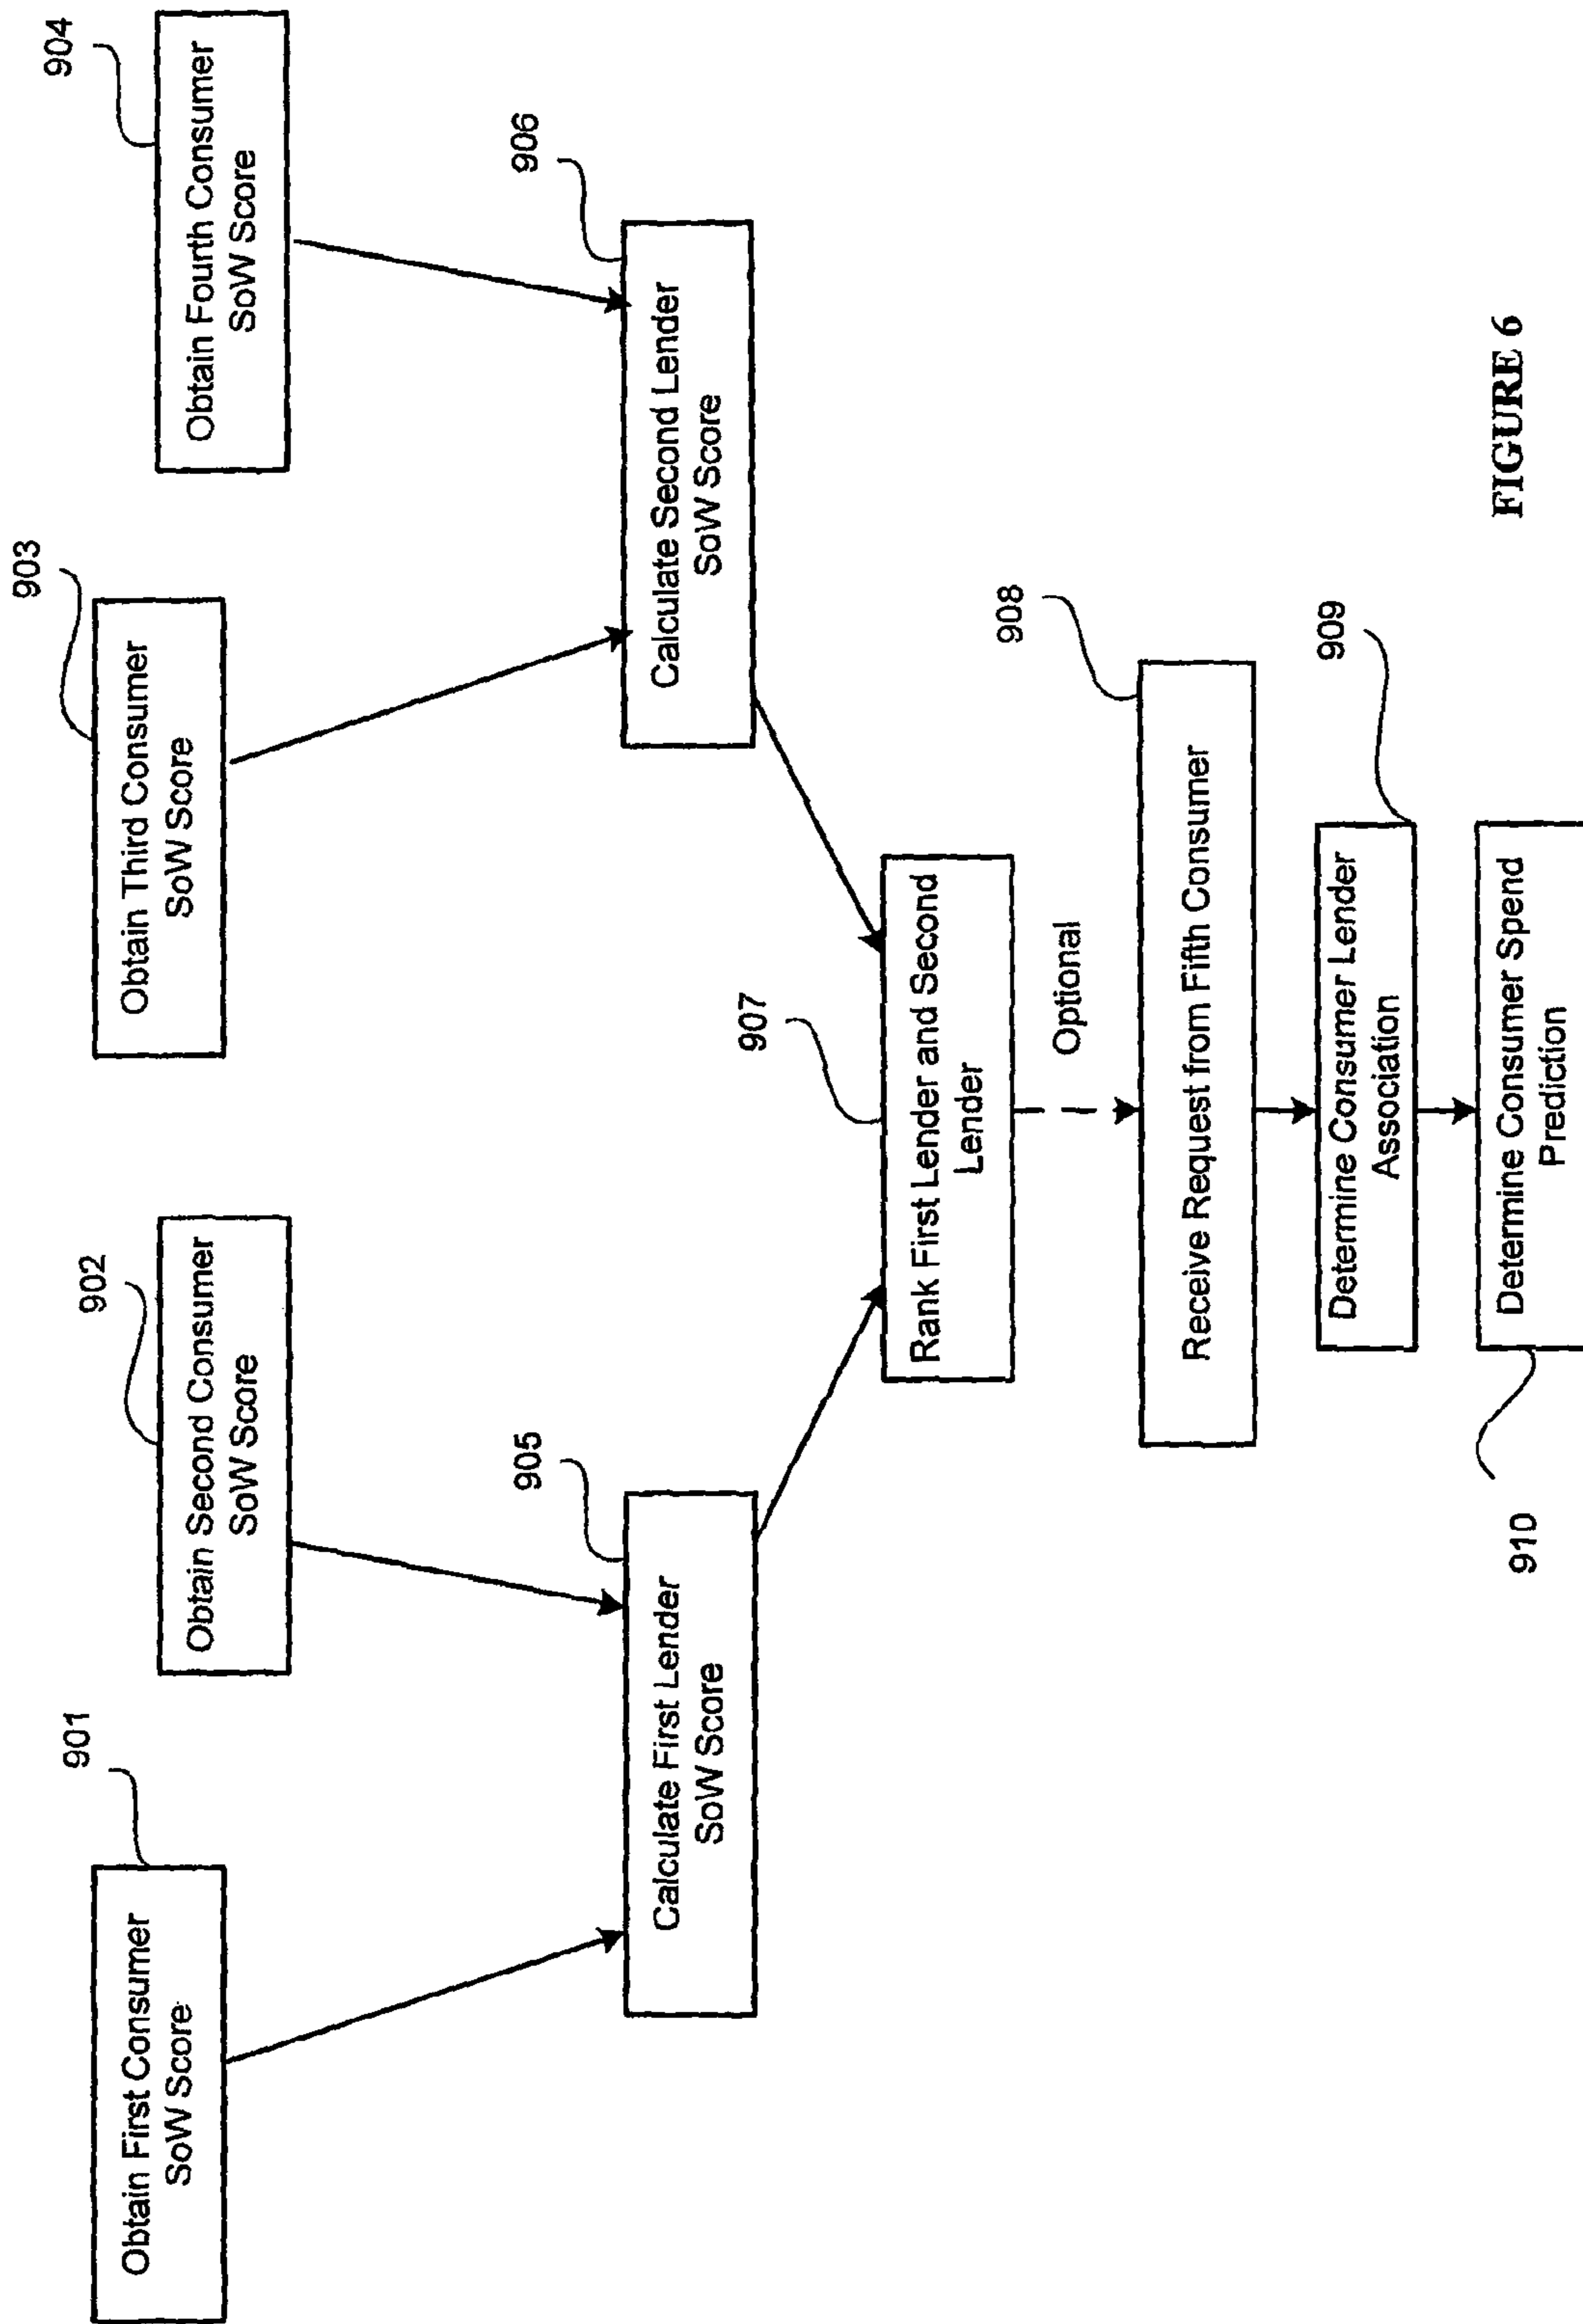 901
Obtain First Consumer
SoW Score
902
Obtain Second Consumer
SoW Score
903
Obtain Third Consumer
SoW Score
904
Obtain Fourth Consumer
SoW Score
905
Calculate First Lender
SoW Score
906
Calculate Second Lender
SoW Score
907
Rank First Lender and Second
Lender
Optional
908
Receive Request from Fifth Consumer
909
Determine Consumer Lender
Association
910
Determine Consumer Spend
Prediction
FIGURE 6